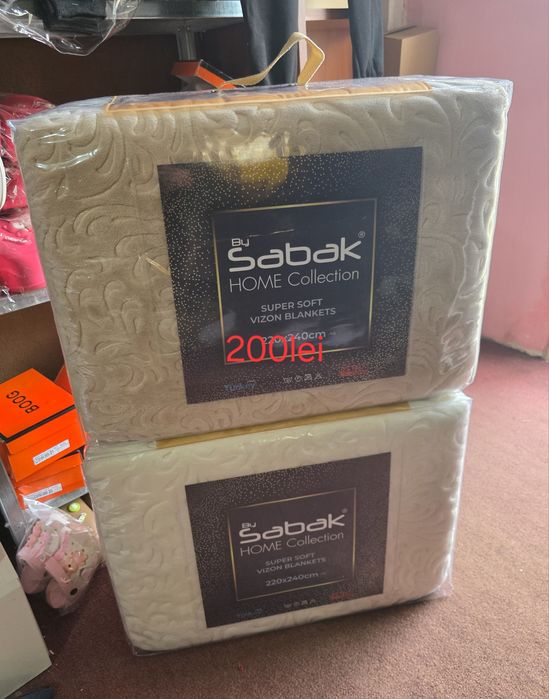 By
Sabak®
HOME Collection
SUPER SOFT
VIZON BLANKETS
220x240cm
200lei
BOOG
By
Sabak®
HOME Collection
SUPER SOFT
VIZON BLANKETS
220x240cm